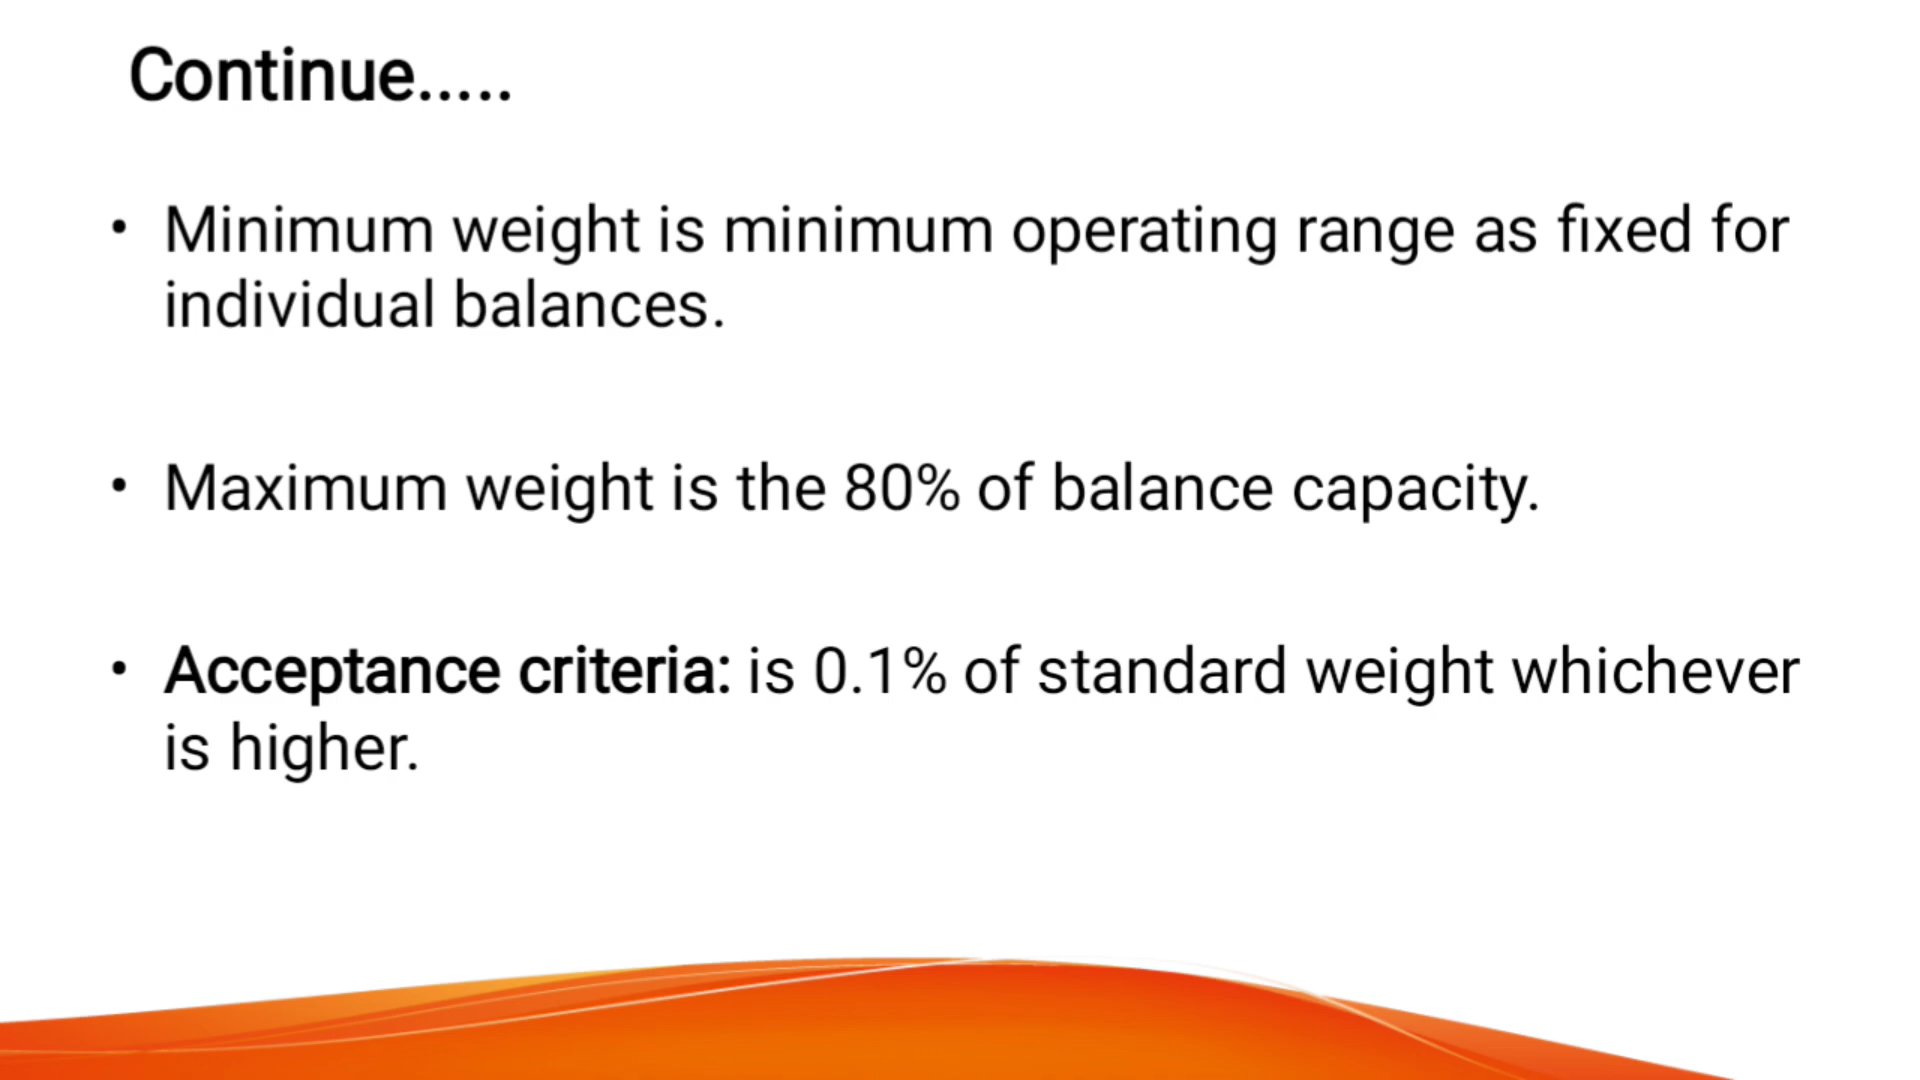 Continue.....
• Minimum weight is minimum operating range as fixed for
individual balances.
• Maximum weight is the 80% of balance capacity.
• Acceptance criteria: is 0.1% of standard weight whichever
is higher.